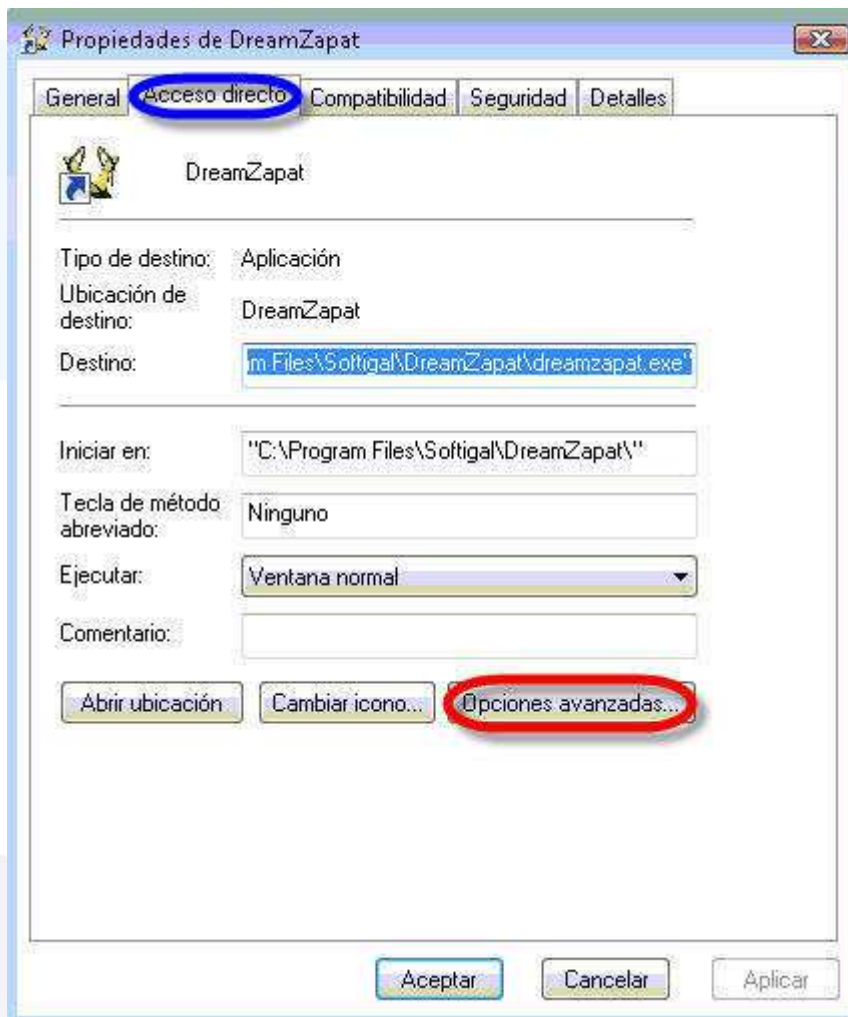 Propiedades de DreamZapat
General Acceso directo Compatibilidad Seguridad Detalles
DreamZapat
Tipo de destino: Aplicación
Ubicación de
destino: DreamZapat
Destino: m Files\Softigal\DreamZapat\dreamzapat.exe"
Iniciar en: "C:\Program Files\Softigal\DreamZapat\"
Tecla de método
abreviado: Ninguno
Ejecutar: Ventana normal
Comentario:
Abrir ubicación Cambiar icono... Opciones avanzadas...
Aceptar Cancelar Aplicar